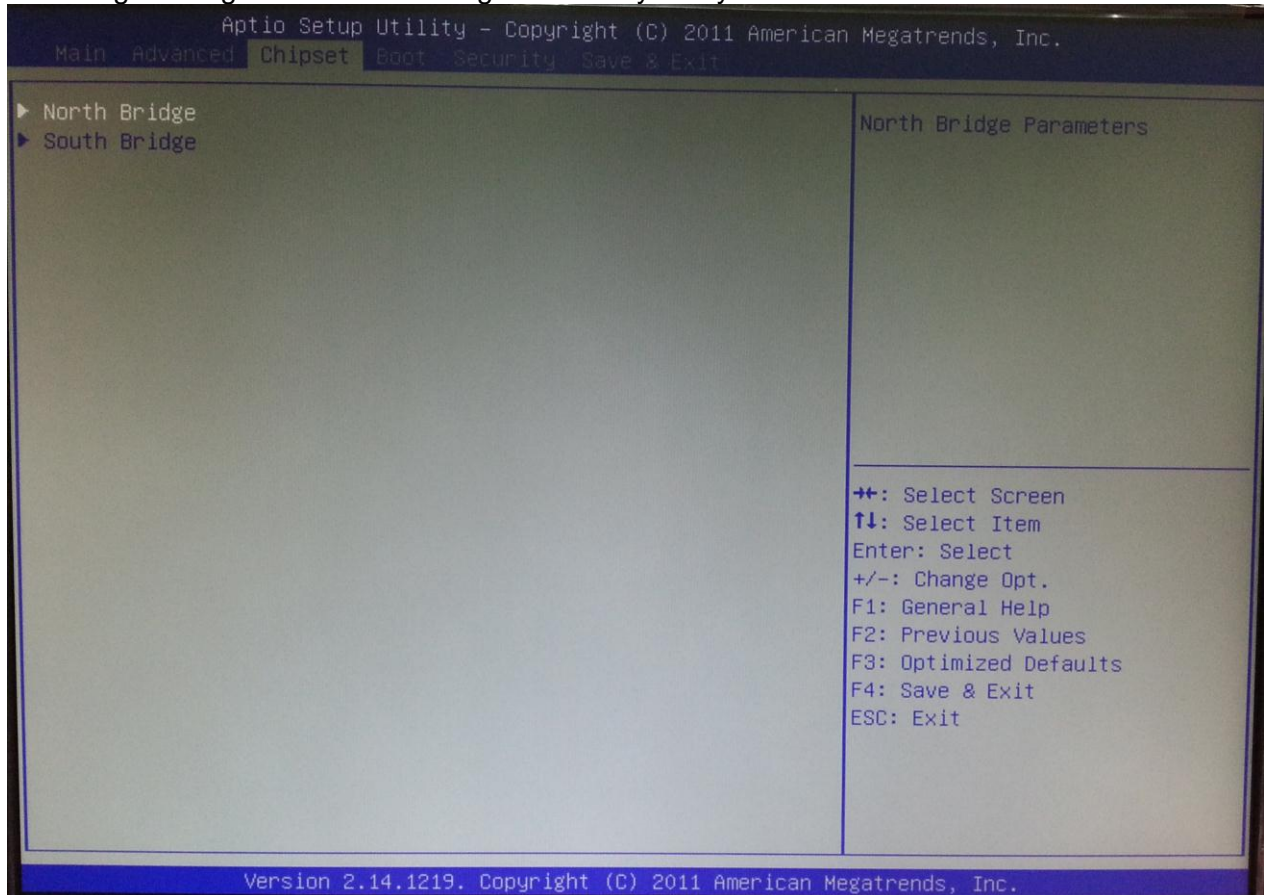 Aptio Setup Utility – Copyright (C) 2011 American Megatrends, Inc.
Main Advanced Chipset Boot Security Save & Exit
▶ North Bridge
▶ South Bridge
North Bridge Parameters
→←: Select Screen
↑↓: Select Item
Enter: Select
+/-: Change Opt.
F1: General Help
F2: Previous Values
F3: Optimized Defaults
F4: Save & Exit
ESC: Exit
Version 2.14.1219. Copyright (C) 2011 American Megatrends, Inc.